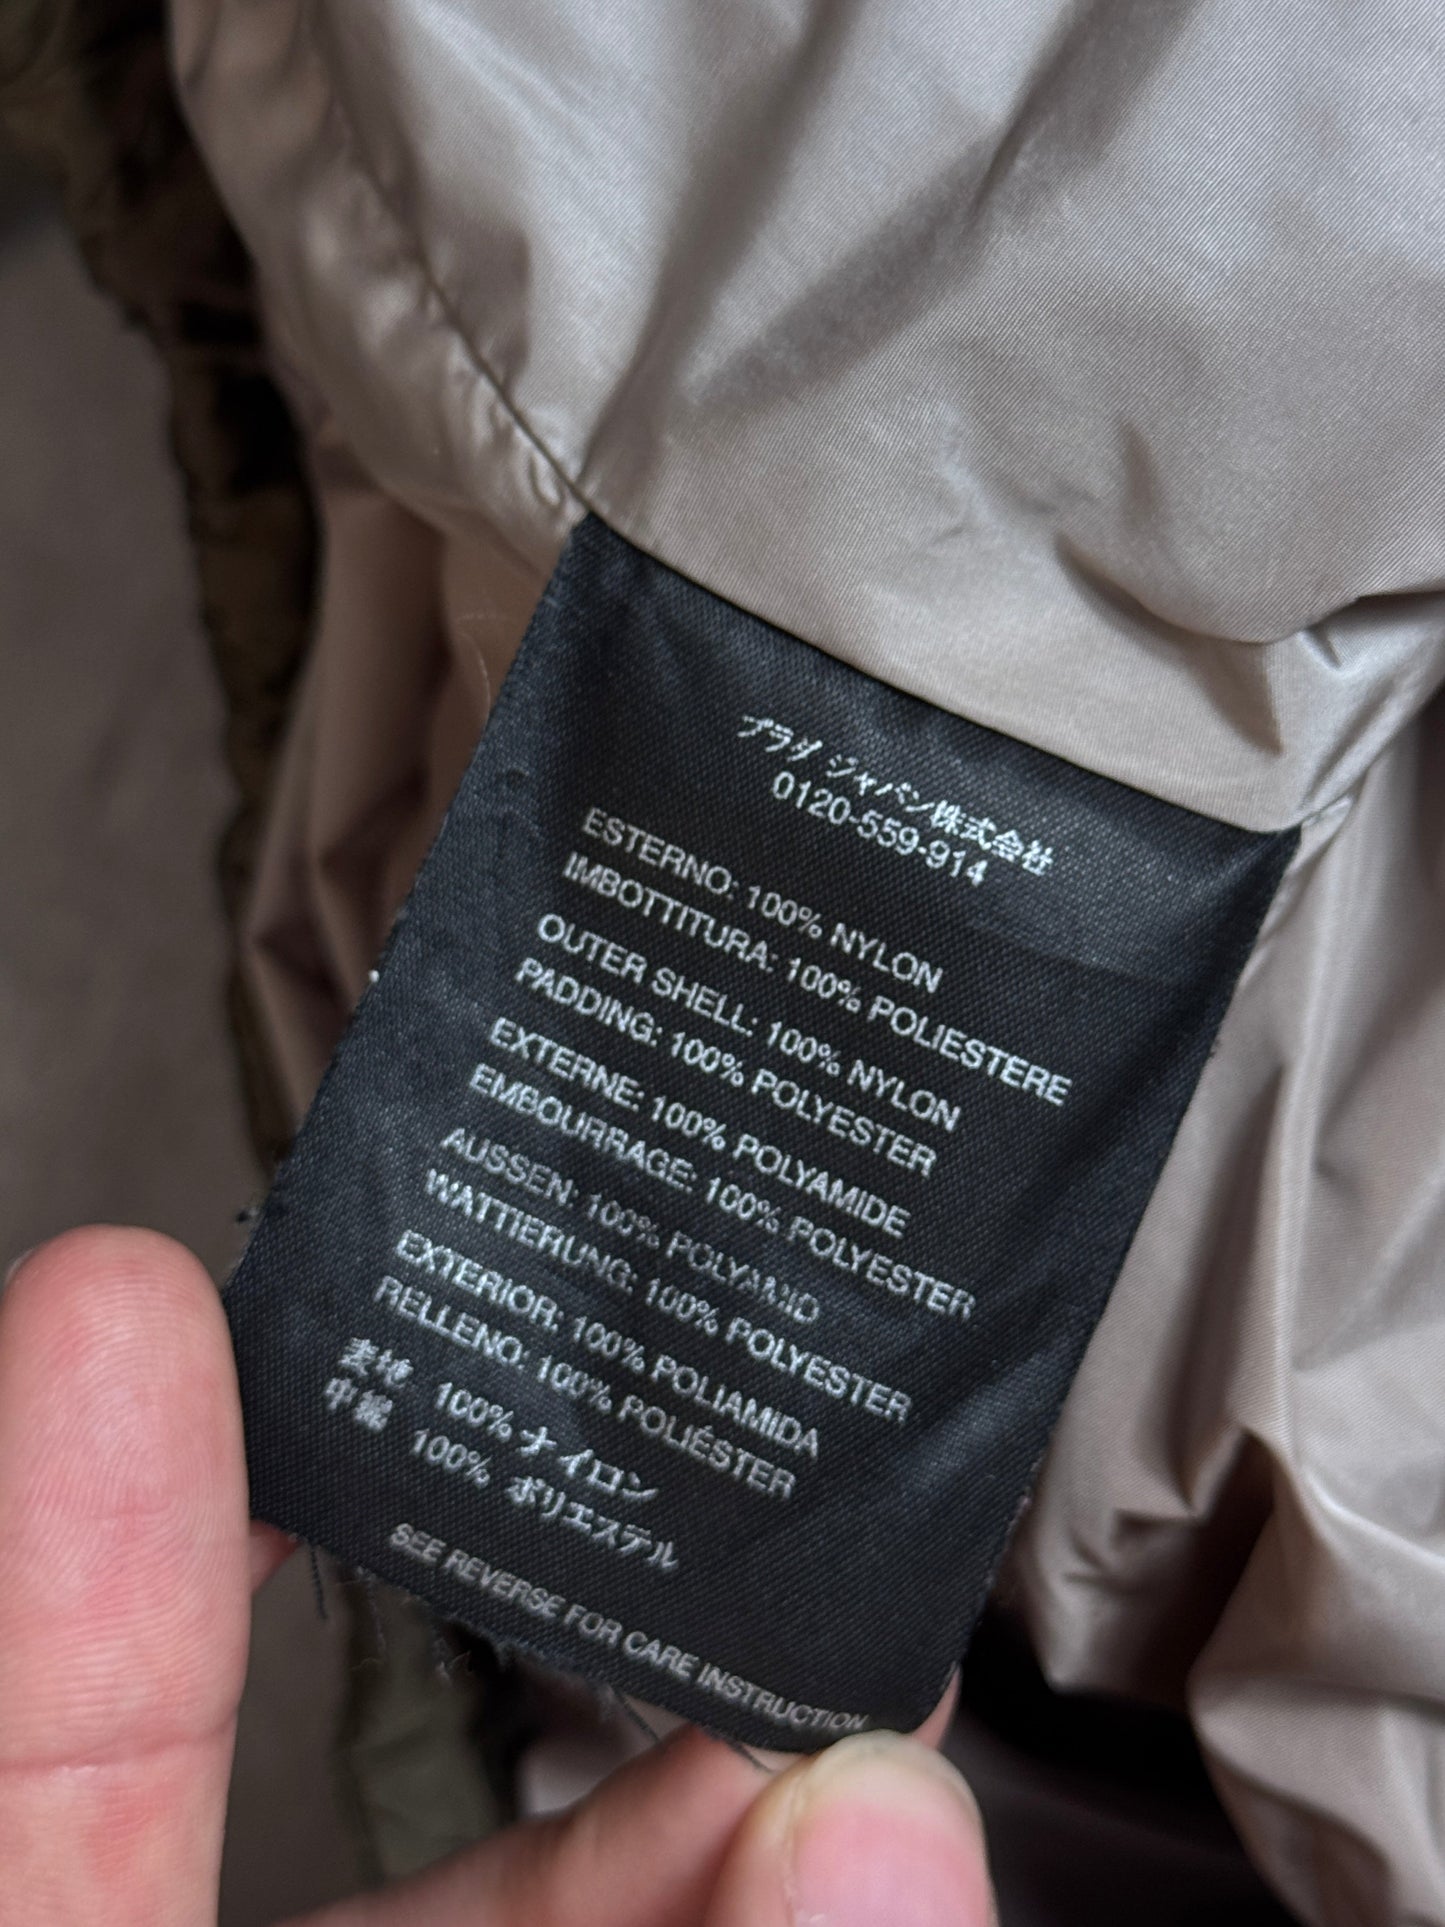 プラダ ジャパン株式会社
0120-559-914
ESTERNO: 100% NYLON
IMBOTTITURA: 100% POLIESTERE
OUTER SHELL: 100% NYLON
PADDING: 100% POLYESTER
EXTERNE: 100% POLYAMIDE
EMBOURRAGE: 100% POLYESTER
AUSSEN: 100% POLYAMID
WATTIERUNG: 100% POLYESTER
EXTERIOR: 100% POLIAMIDA
RELLENO: 100% POLIÉSTER
表地 100% ナイロン
中綿 100% ポリエステル
SEE REVERSE FOR CARE INSTRUCTION